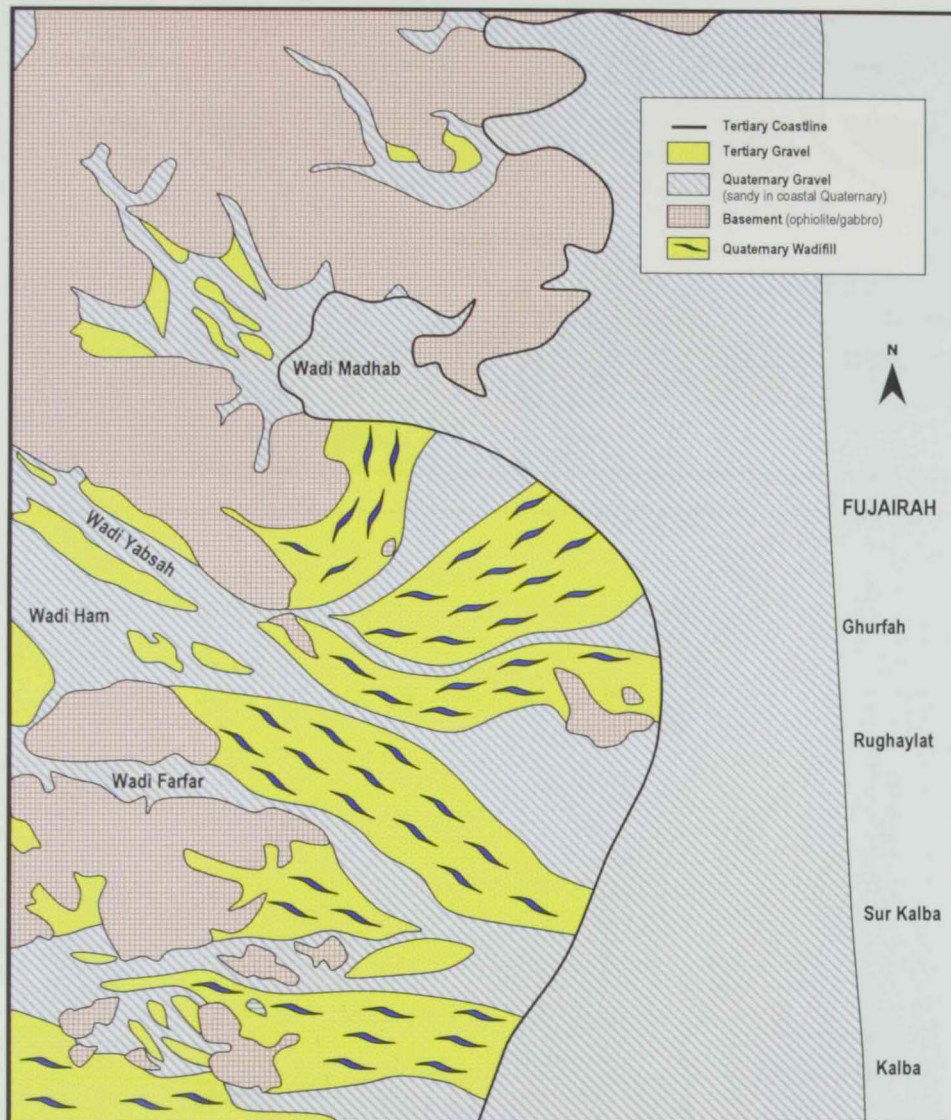 Tertiary Coastline
Tertiary Gravel
Quaternary Gravel
(sandy in coastal Quaternary)
Basement (ophiolite/gabbro)
Quaternary Wadifill
N
Wadi Madhab
FUJAIRAH
Wadi Yabsah
Wadi Ham
Ghurfah
Rughaylat
Wadi Farfar
Sur Kalba
Kalba